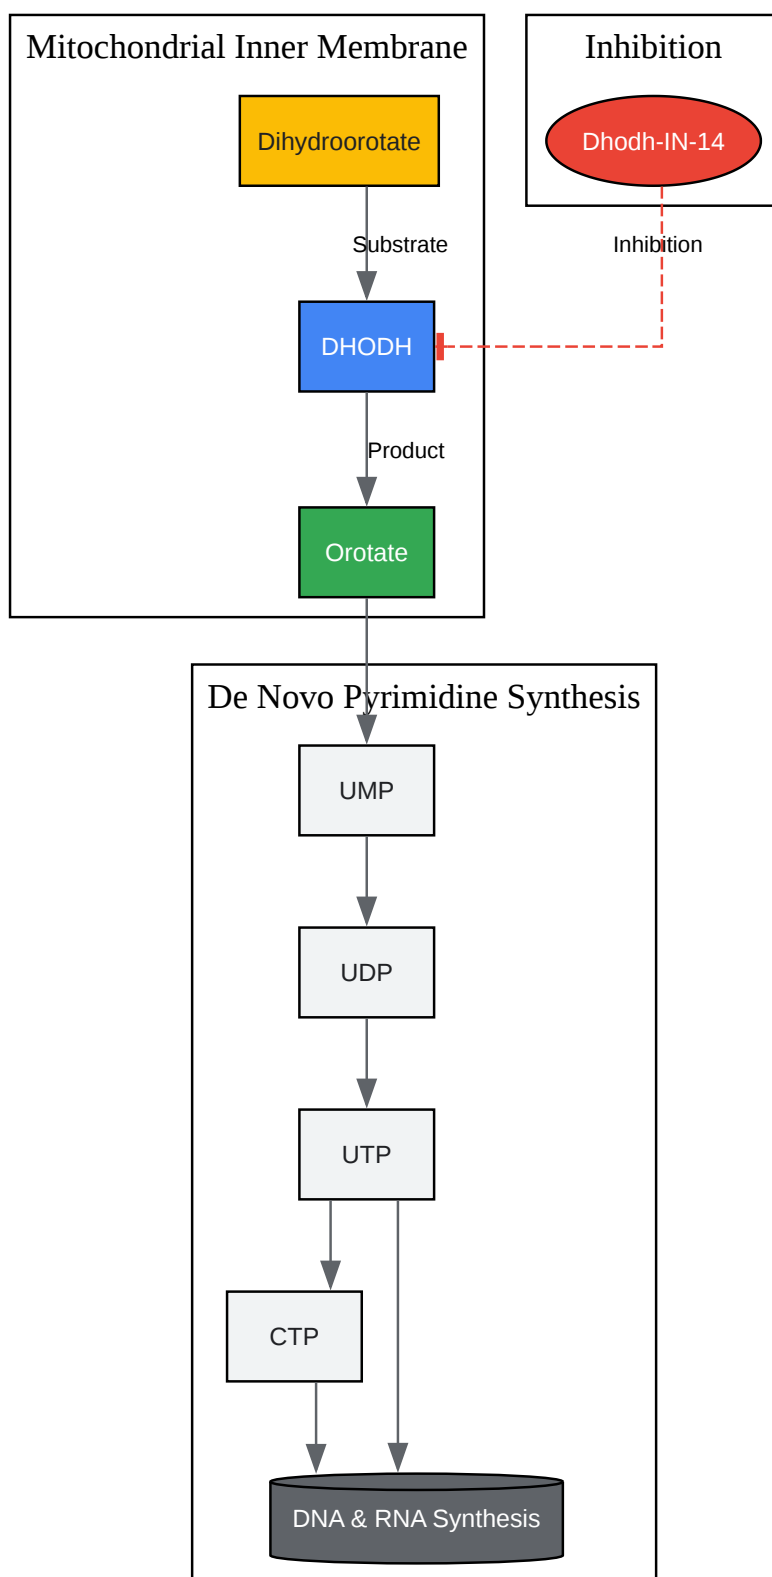 Mitochondrial Inner Membrane
Inhibition
Dihydroorotate
Dhodh-IN-14
Substrate
Inhibition
DHODH
Product
Orotate
De Novo Pyrimidine Synthesis
UMP
UDP
UTP
CTP
DNA & RNA Synthesis